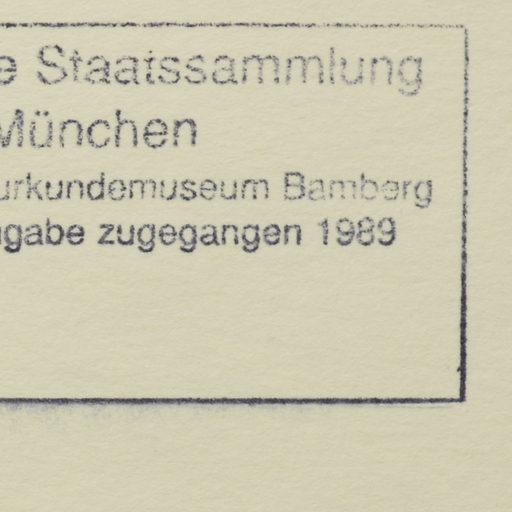 e Staatssammlung
München
urkundemuseum Bamberg
gabe zugegangen 1989